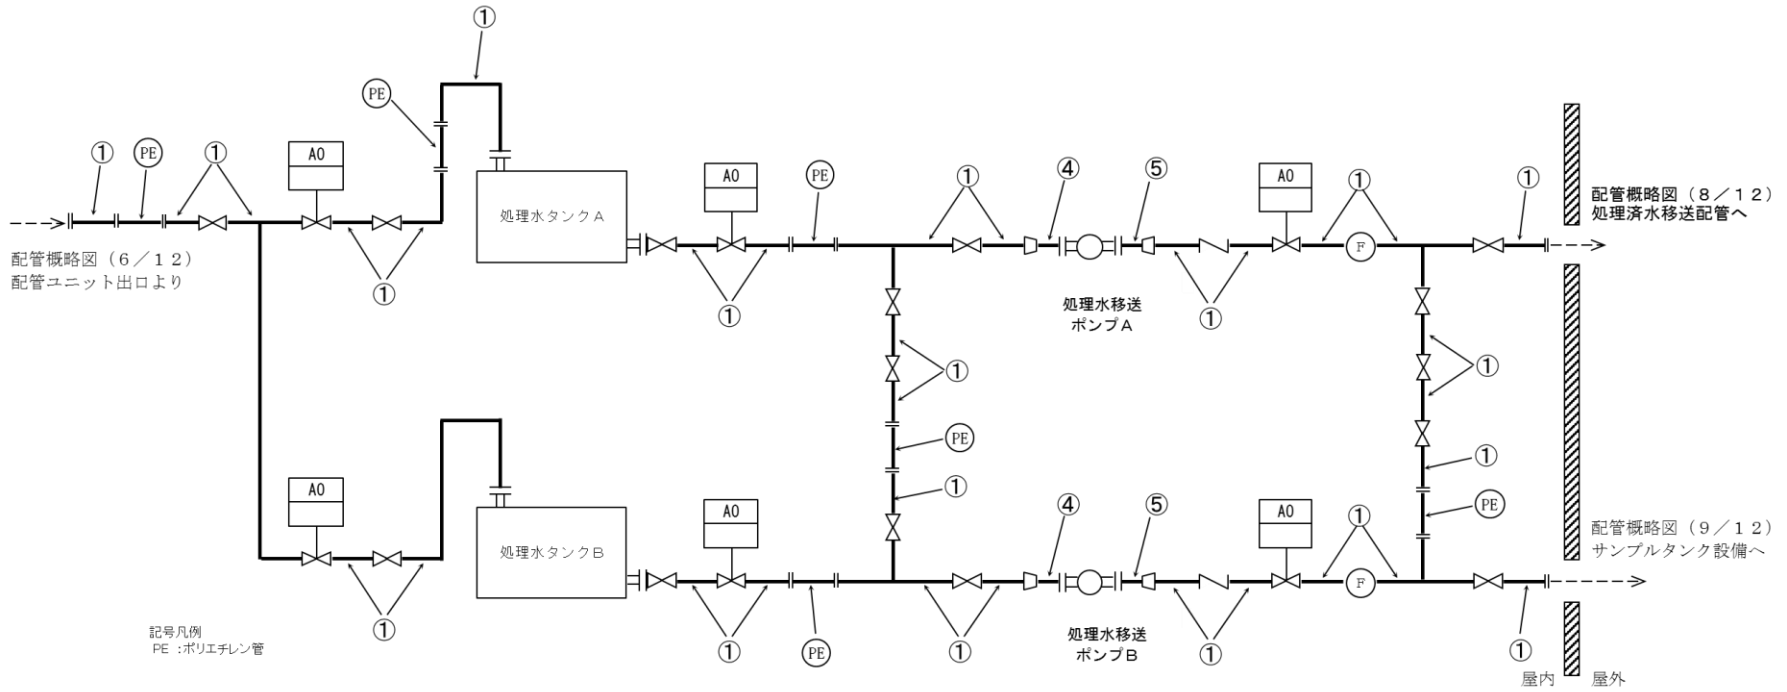 ①
PE
①
PE
①
AO
AO
PE
①
④
⑤
AO
①
①
配管概略図(8/12)
処理済水移送配管へ
処理水タンクA
配管概略図(6/12)
配管ユニット出口より
①
①
F
処理水移送
ポンプA
①
①
①
PE
①
①
PE
AO
処理水タンクB
AO
④
⑤
AO
①
F
配管概略図(9/12)
サンプルタンク設備へ
①
①
PE
①
処理水移送
ポンプB
①
①
記号凡例
PE :ポリエチレン管
屋内
屋外